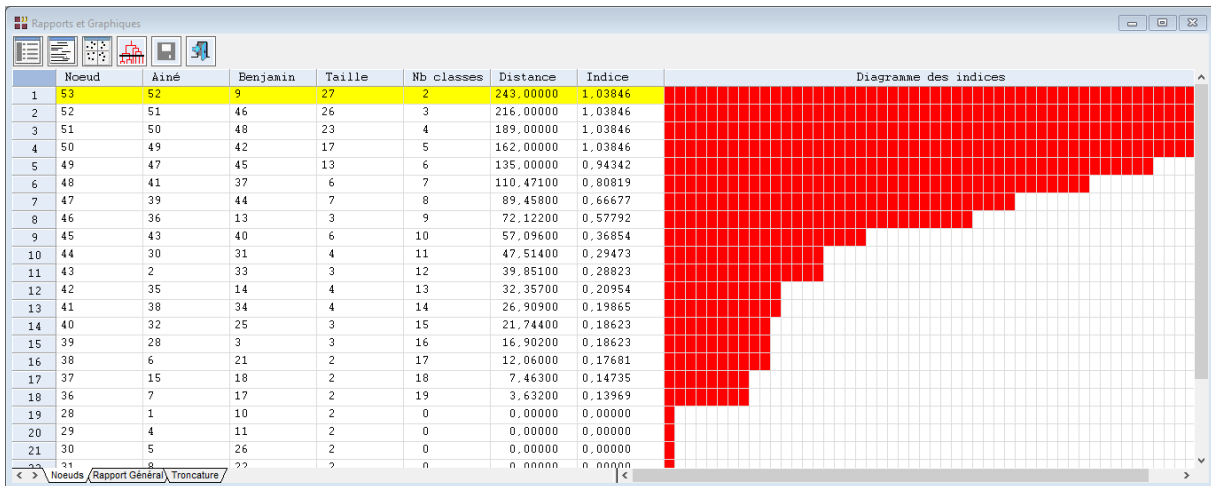 Rapports et Graphiques
Noeud Ainé Benjamin Taille Nb classes Distance Indice Diagramme des indices
1 53 52 9 27 2 243,00000 1,03846
2 52 51 46 26 3 216,00000 1,03846
3 51 50 48 23 4 189,00000 1,03846
4 50 49 42 17 5 162,00000 1,03846
5 49 47 45 13 6 135,00000 0,94342
6 48 41 37 6 7 110,47100 0,80819
7 47 39 44 7 8 89,45800 0,66677
8 46 36 13 3 9 72,12200 0,57792
9 45 43 40 6 10 57,09600 0,36854
10 44 30 31 4 11 47,51400 0,29473
11 43 2 33 3 12 39,85100 0,28823
12 42 35 14 4 13 32,35700 0,20954
13 41 38 34 4 14 26,90900 0,19865
14 40 32 25 3 15 21,74400 0,18623
15 39 28 3 3 16 16,90200 0,18623
16 38 6 21 2 17 12,06000 0,17681
17 37 15 18 2 18 7,46300 0,14735
18 36 7 17 2 19 3,63200 0,13969
19 28 1 10 2 0 0,00000 0,00000
20 29 4 11 2 0 0,00000 0,00000
21 30 5 26 2 0 0,00000 0,00000
22 31 8 22 2 0 0,00000 0,00000
Noeuds Rapport Général Troncature